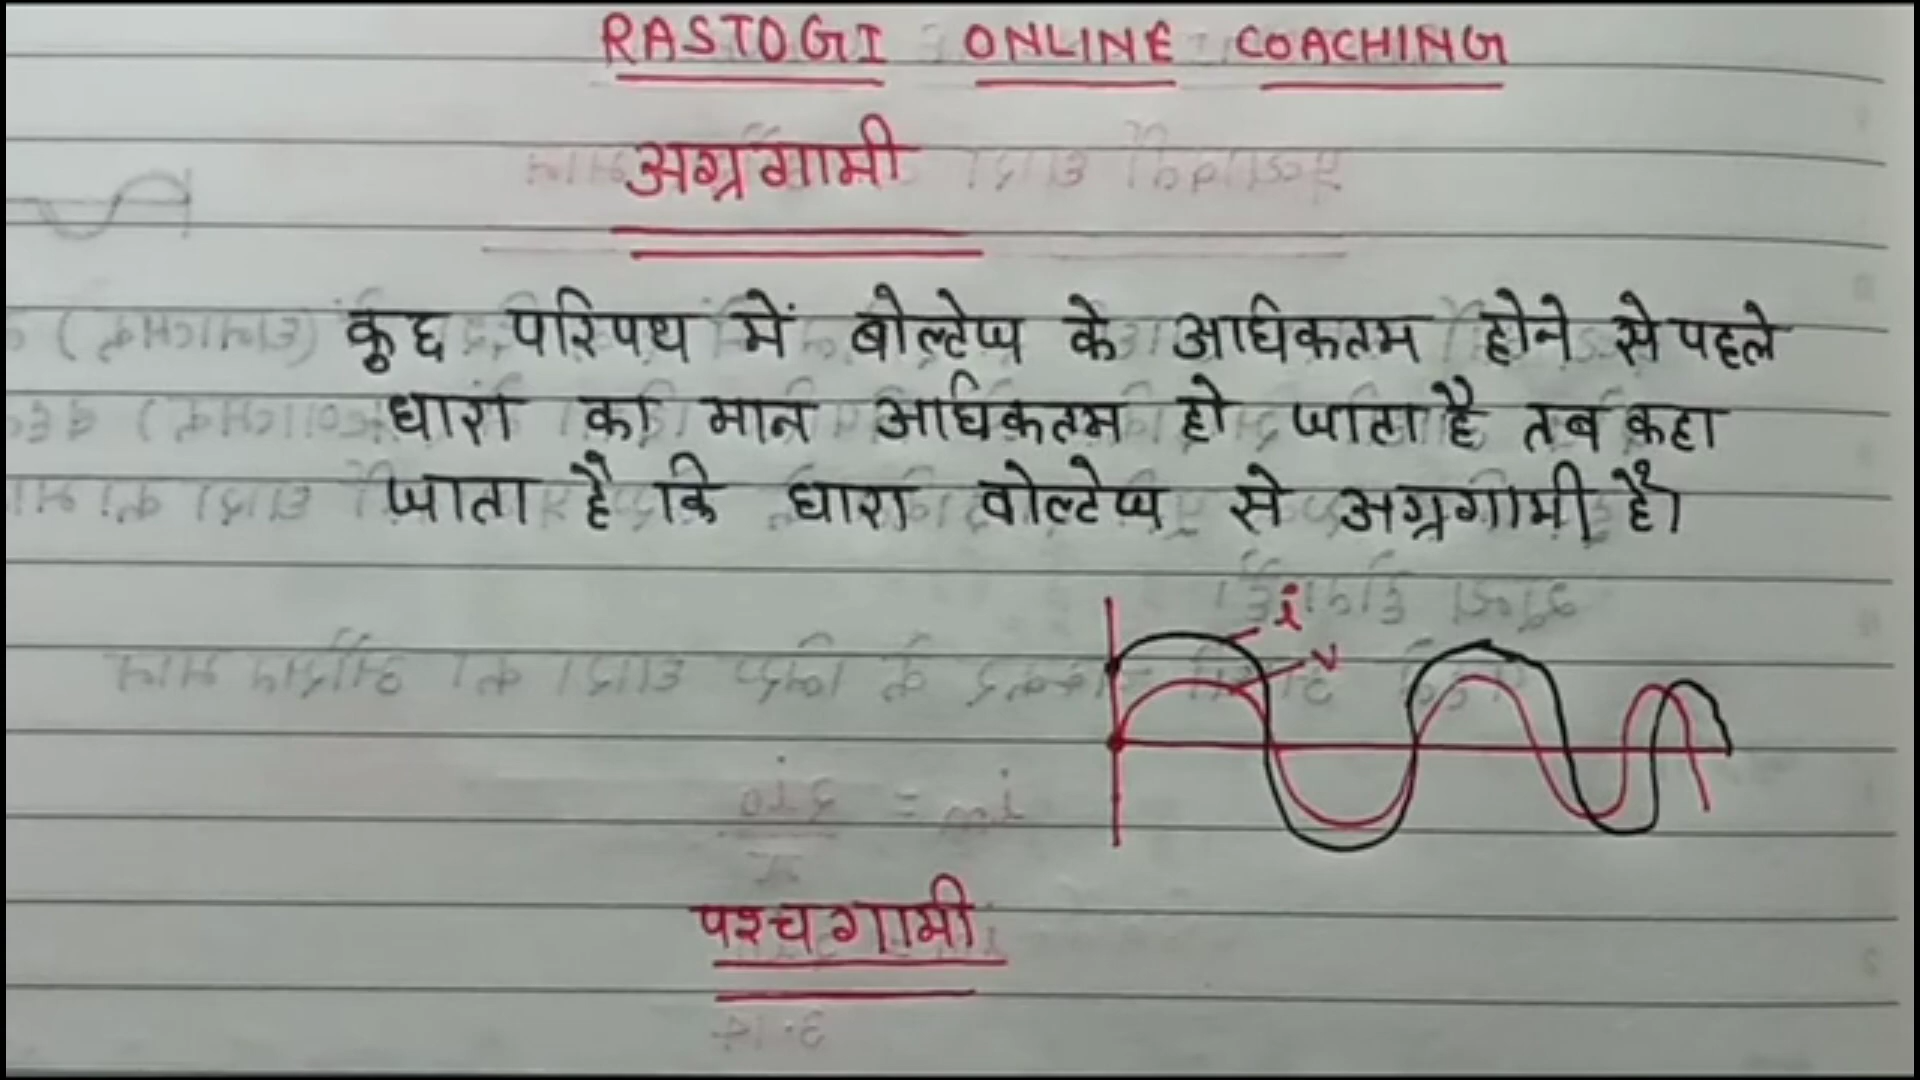 RASTOGI ONLINE COACHING
अग्रगामी
कुछ परिपथ में बोल्टेज के अधिकतम होने से पहले
धारा का मान अधिकतम हो जाता है तब कहा
जाता है कि धारा वोल्टेज से अग्रगामी है।
i
v
पश्चगामी